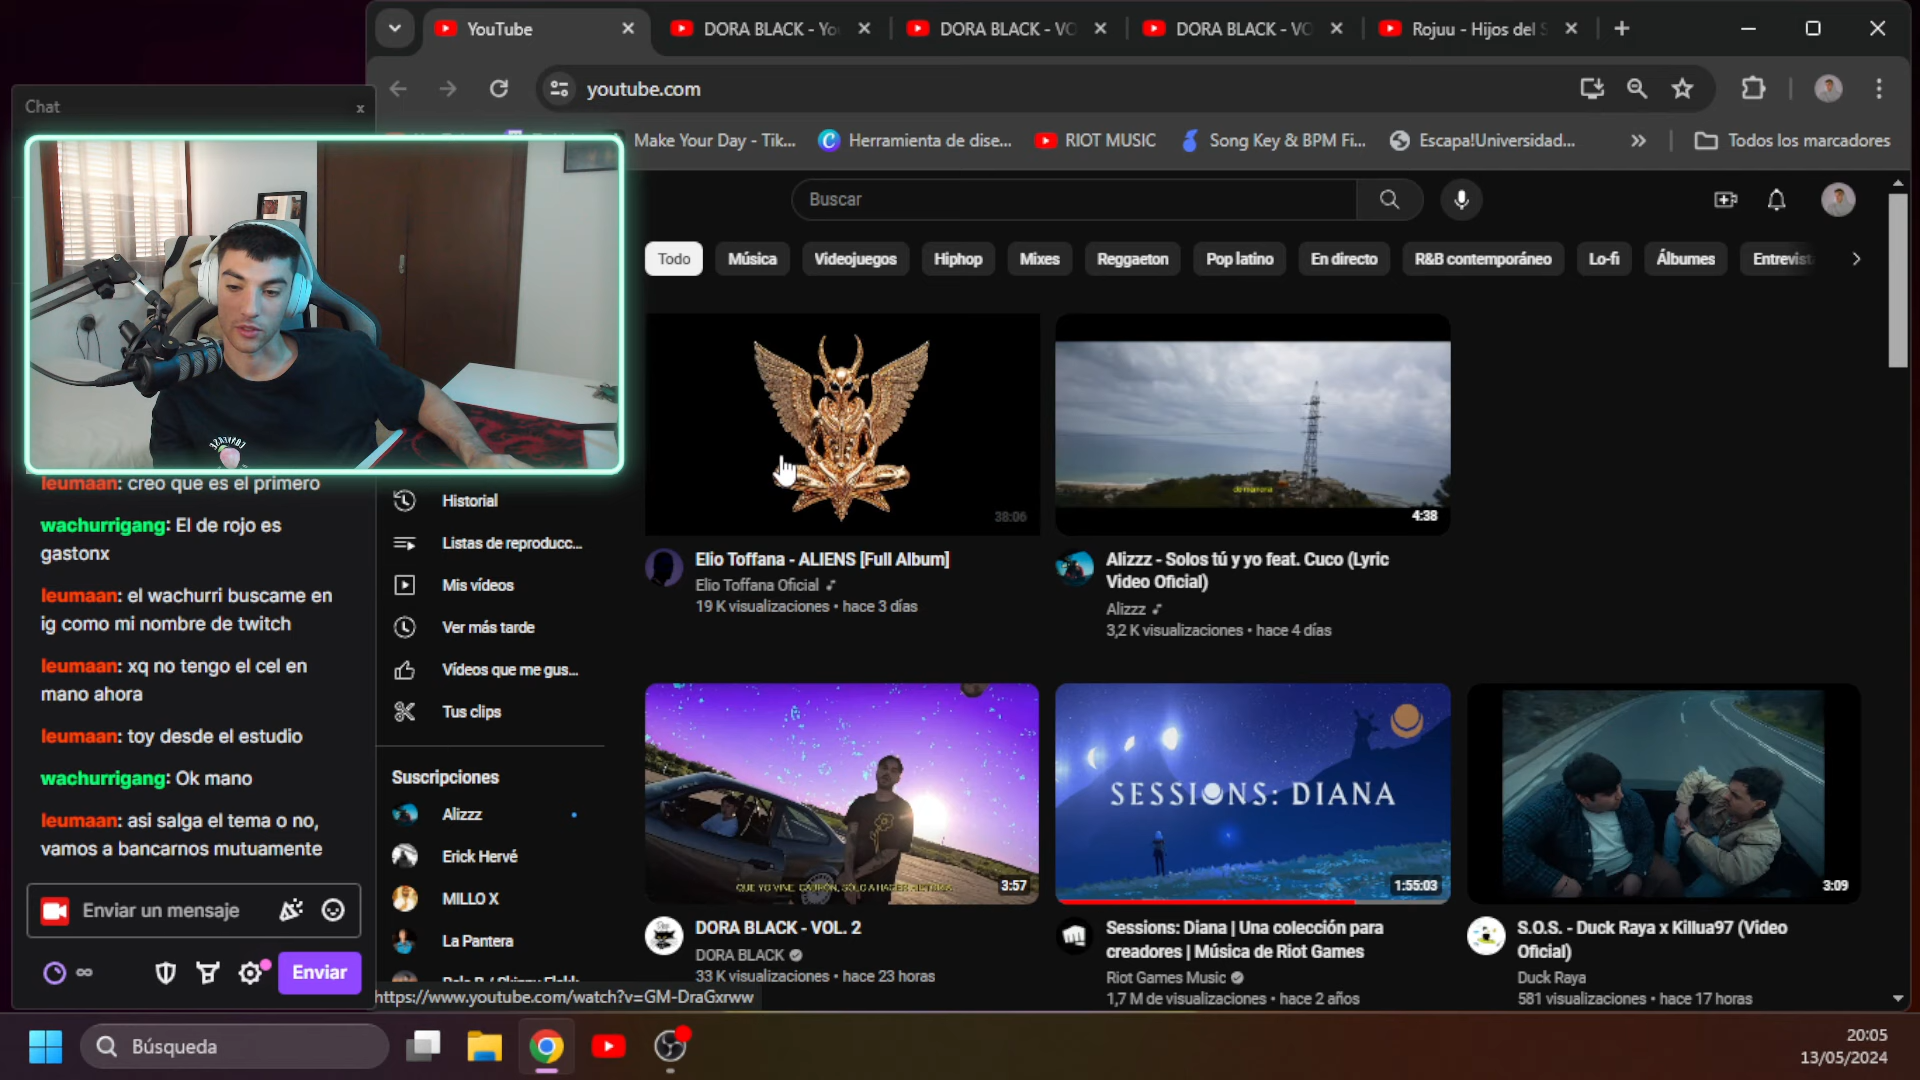 YouTube
DORA BLACK - Yo
DORA BLACK - VO
DORA BLACK - VO
Rojuu - Hijos del S
youtube.com
Make Your Day - Tik...
Herramienta de dise...
RIOT MUSIC
Song Key & BPM Fi...
Escapa!Universidad...
Todos los marcadores
Chat
x
Buscar
Todo
Música
Videojuegos
Hiphop
Mixes
Reggaeton
Pop latino
En directo
R&B contemporáneo
Lo-fi
Álbumes
Entrevist
leumaan: creo que es el primero
wachurrigang: El de rojo es
gastonx
leumaan: el wachurri buscame en
ig como mi nombre de twitch
leumaan: xq no tengo el cel en
mano ahora
leumaan: toy desde el estudio
wachurrigang: Ok mano
leumaan: asi salga el tema o no,
vamos a bancarnos mutuamente
Enviar un mensaje
Enviar
Historial
Listas de reproducc...
Mis vídeos
Ver más tarde
Vídeos que me gus...
Tus clips
Suscripciones
Alizzz
Erick Hervé
MILLO X
La Pantera
38:06
Elio Toffana - ALIENS [Full Album]
Elio Toffana Oficial
19 K visualizaciones • hace 3 días
4:38
Alizzz - Solos tú y yo feat. Cuco (Lyric
Video Oficial)
Alizzz
3,2 K visualizaciones • hace 4 días
3:57
DORA BLACK - VOL. 2
DORA BLACK
33 K visualizaciones • hace 23 horas
SESSIONS: DIANA
1:55:03
Sessions: Diana | Una colección para
creadores | Música de Riot Games
Riot Games Music
1,7 M de visualizaciones • hace 2 años
3:09
S.O.S. - Duck Raya x Killua97 (Video
Oficial)
Duck Raya
581 visualizaciones • hace 17 horas
https://www.youtube.com/watch?v=GM-DraGxrww
Búsqueda
20:05
13/05/2024